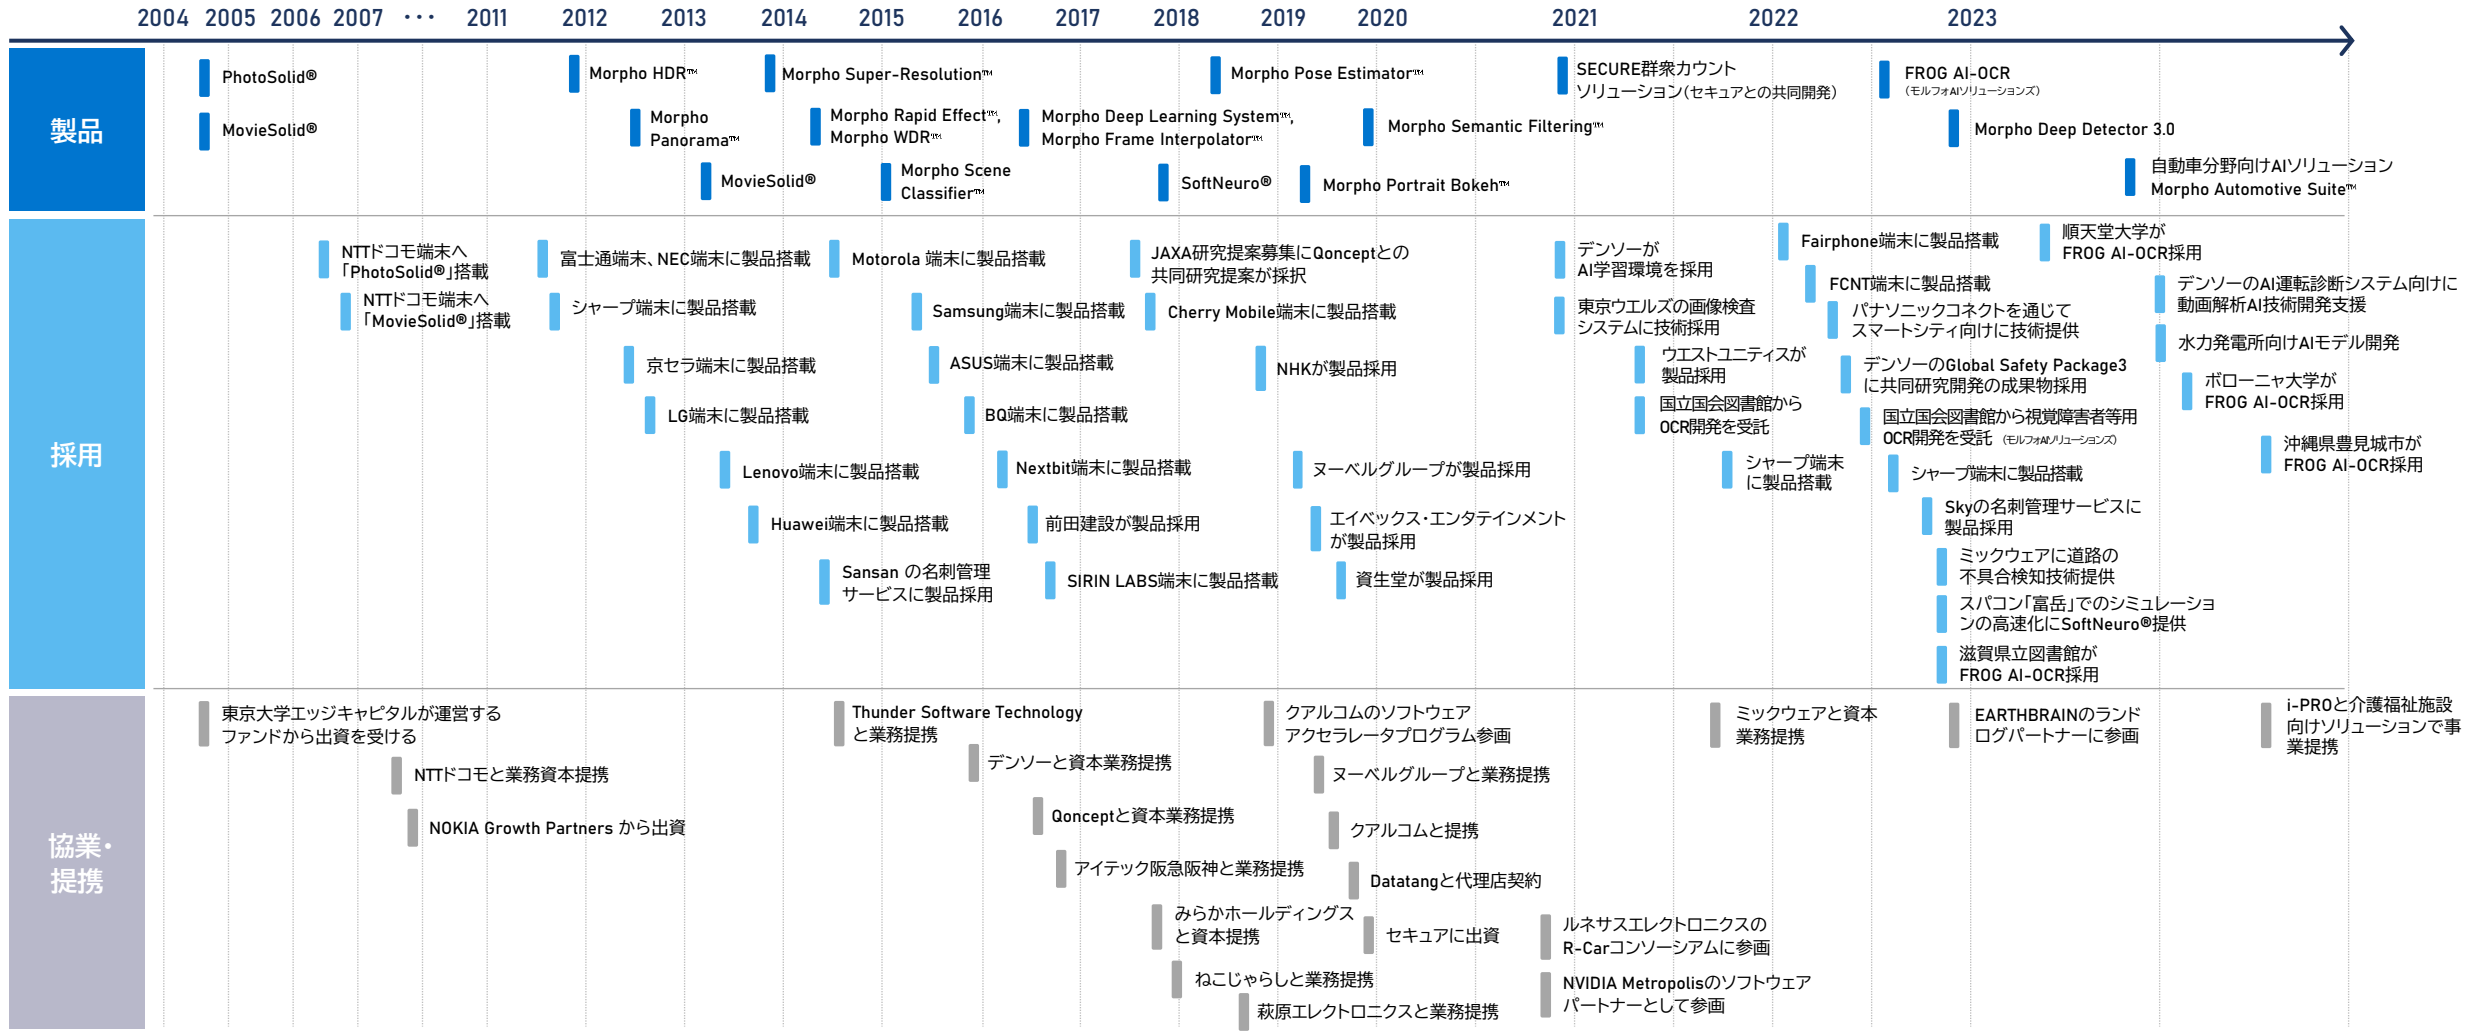 2004 2005 2006 2007 ・・・ 2011 2012 2013 2014 2015 2016 2017 2018 2019 2020 2021 2022 2023
製品
PhotoSolid®
MovieSolid®
Morpho HDR™
Morpho
Panorama™
MovieSolid®
Morpho Super-Resolution™
Morpho Rapid Effect™,
Morpho WDR™
Morpho Scene
Classifier™
Morpho Deep Learning System™,
Morpho Frame Interpolator™
SoftNeuro®
Morpho Pose Estimator™
Morpho Portrait Bokeh™
Morpho Semantic Filtering™
SECURE群衆カウント
ソリューション(セキュアとの共同開発)
FROG AI-OCR
(モルフォAIソリューションズ)
Morpho Deep Detector 3.0
自動車分野向けAIソリューション
Morpho Automotive Suite™
採用
NTTドコモ端末へ
「PhotoSolid®」搭載
NTTドコモ端末へ
「MovieSolid®」搭載
富士通端末、NEC端末に製品搭載
シャープ端末に製品搭載
京セラ端末に製品搭載
LG端末に製品搭載
Lenovo端末に製品搭載
Huawei端末に製品搭載
Sansan の名刺管理
サービスに製品採用
Motorola 端末に製品搭載
Samsung端末に製品搭載
ASUS端末に製品搭載
BQ端末に製品搭載
Nextbit端末に製品搭載
前田建設が製品採用
SIRIN LABS端末に製品搭載
JAXA研究提案募集にQonceptとの
共同研究提案が採択
Cherry Mobile端末に製品搭載
NHKが製品採用
ヌーベルグループが製品採用
エイベックス・エンタテインメント
が製品採用
資生堂が製品採用
デンソーが
AI学習環境を採用
東京ウエルズの画像検査
システムに技術採用
ウエストユニティスが
製品採用
国立国会図書館から
OCR開発を受託
シャープ端末
に製品搭載
Fairphone端末に製品搭載
FCNT端末に製品搭載
パナソニックコネクトを通じて
スマートシティ向けに技術提供
デンソーのGlobal Safety Package3
に共同研究開発の成果物採用
国立国会図書館から視覚障害者等用
OCR開発を受託 (モルフォAIソリューションズ)
シャープ端末に製品搭載
Skyの名刺管理サービスに
製品採用
ミックウェアに道路の
不具合検知技術提供
スパコン「富岳」でのシミュレーショ
ンの高速化にSoftNeuro®提供
滋賀県立図書館が
FROG AI-OCR採用
順天堂大学が
FROG AI-OCR採用
デンソーのAI運転診断システム向けに
動画解析AI技術開発支援
水力発電所向けAIモデル開発
ボローニャ大学が
FROG AI-OCR採用
沖縄県豊見城市が
FROG AI-OCR採用
協業・
提携
東京大学エッジキャピタルが運営する
ファンドから出資を受ける
NTTドコモと業務資本提携
NOKIA Growth Partners から出資
Thunder Software Technology
と業務提携
デンソーと資本業務提携
Qonceptと資本業務提携
アイテック阪急阪神と業務提携
みらかホールディングス
と資本提携
ねこじゃらしと業務提携
萩原エレクトロニクスと業務提携
クアルコムのソフトウェア
アクセラレータプログラム参画
ヌーベルグループと業務提携
クアルコムと提携
Datatangと代理店契約
セキュアに出資
ルネサスエレクトロニクスの
R-Carコンソーシアムに参画
NVIDIA Metropolisのソフトウェア
パートナーとして参画
ミックウェアと資本
業務提携
EARTHBRAINのランド
ログパートナーに参画
i-PROと介護福祉施設
向けソリューションで事
業提携